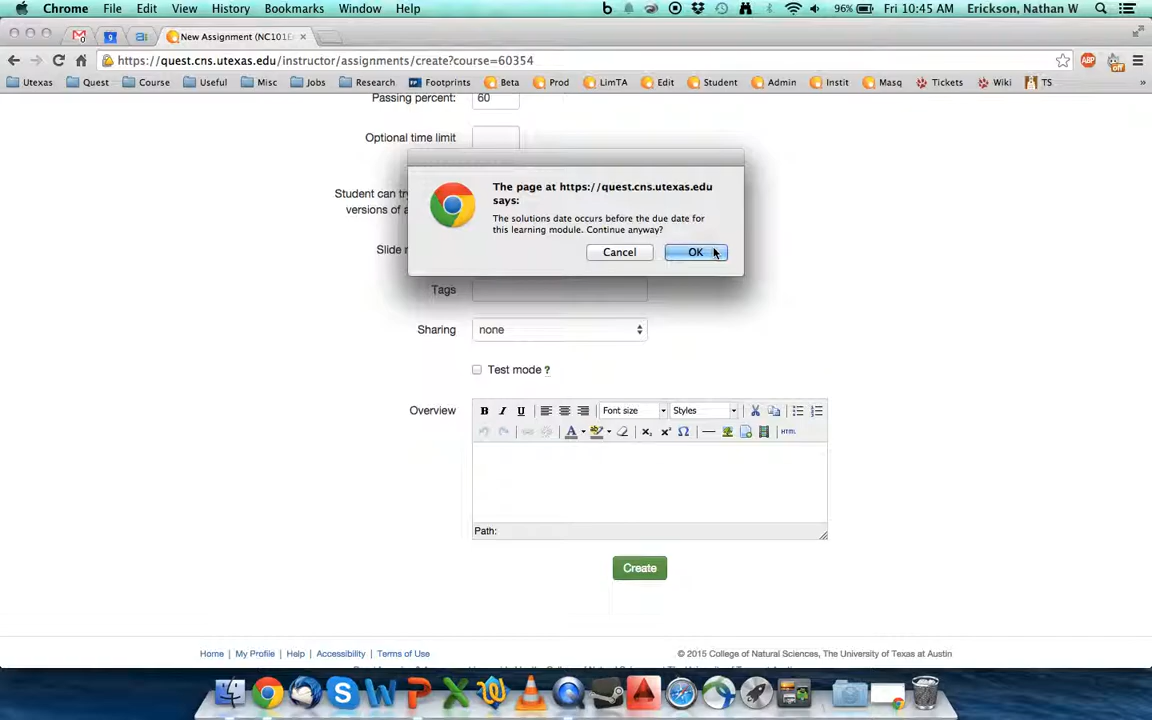 Chrome File Edit View History Bookmarks Window Help 96% Fri 10:45 AM Erickson, Nathan W
New Assignment (NC101E
https://quest.cns.utexas.edu/instructor/assignments/create?course=60354
Utexas Quest Course Useful Misc Jobs Research Footprints Beta Prod LimTA Edit Student Admin Instit Masq Tickets Wiki TS
Passing percent: 60
Optional time limit
The page at https://quest.cns.utexas.edu
says:
Student can
versions of
The solutions date occurs before the due date for
this learning module. Continue anyway?
Slide
Cancel OK
Tags
Sharing none
Test mode ?
Overview B I U Font size Styles
HTML
Path:
Create
Home | My Profile | Help | Accessibility | Terms of Use © 2015 College of Natural Sciences, The University of Texas at Austin